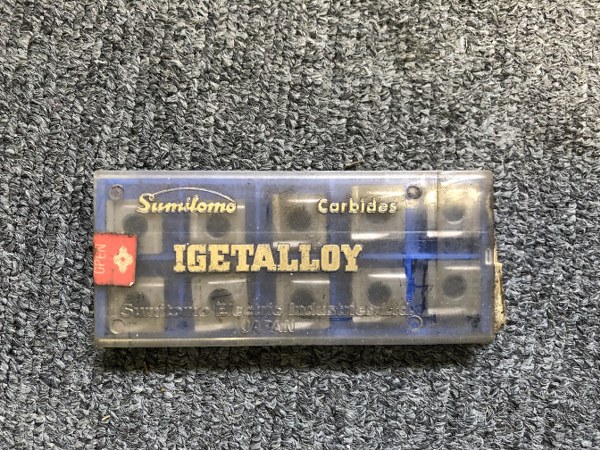 Sumitomo Carbides
OPEN
IGETALLOY
Sumitomo Electric Industries, Ltd.
JAPAN